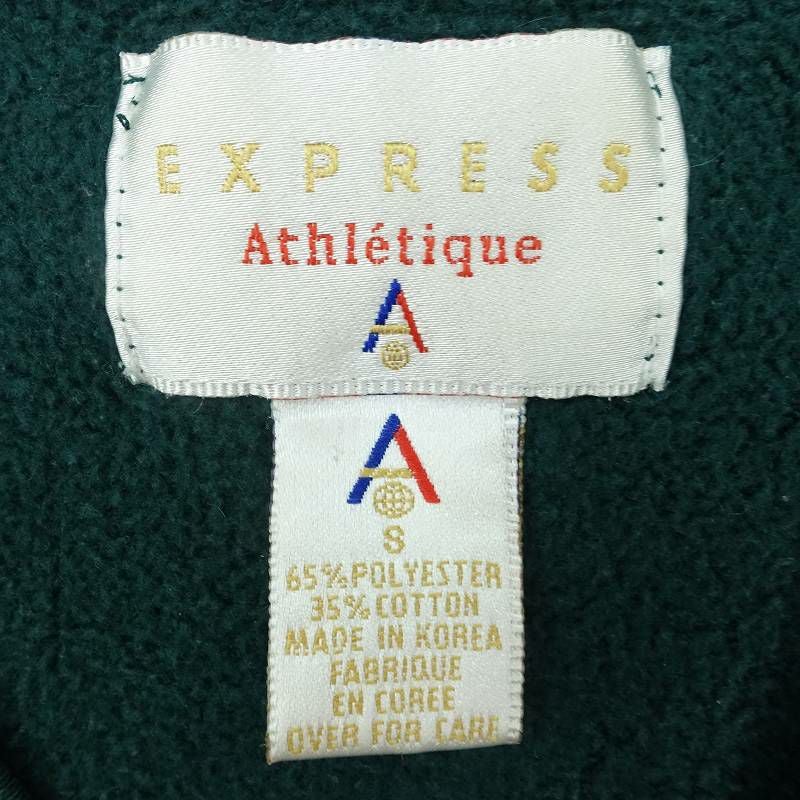 EXPRESS
Athlétique
S
65% POLYESTER
35% COTTON
MADE IN KOREA
FABRIQUE
EN COREE
OVER FOR CARE